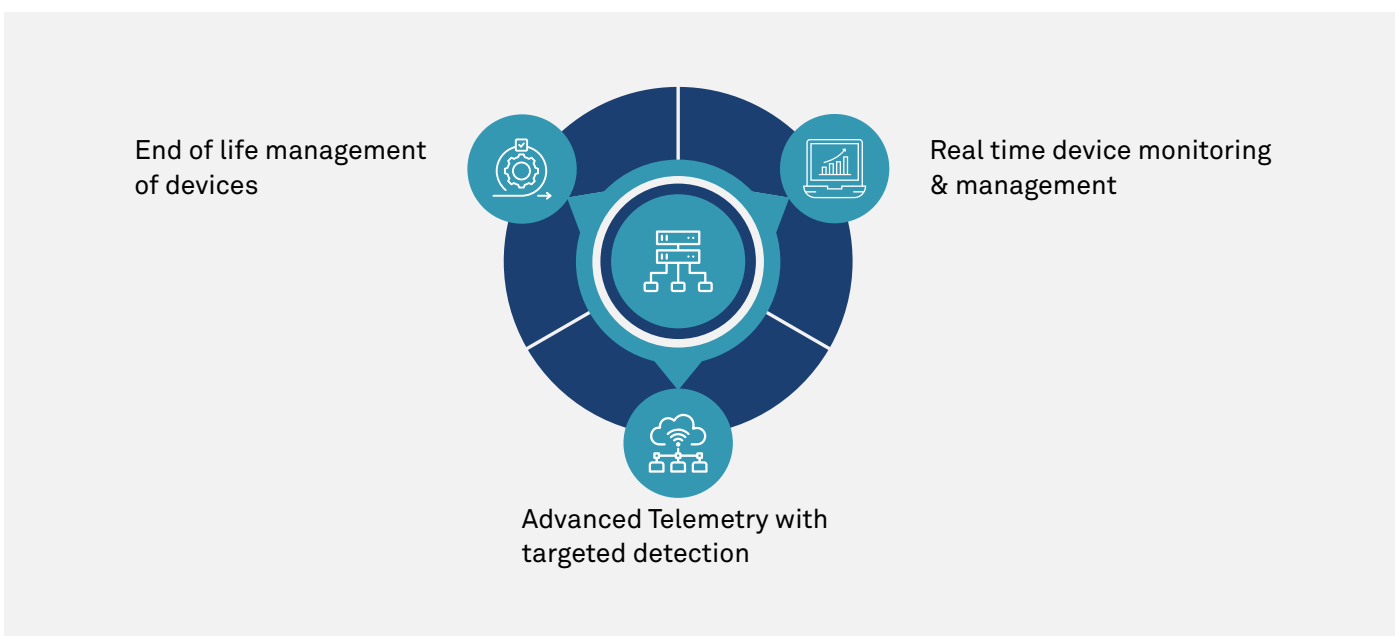 End of life management
of devices
Real time device monitoring
& management
Advanced Telemetry with
targeted detection